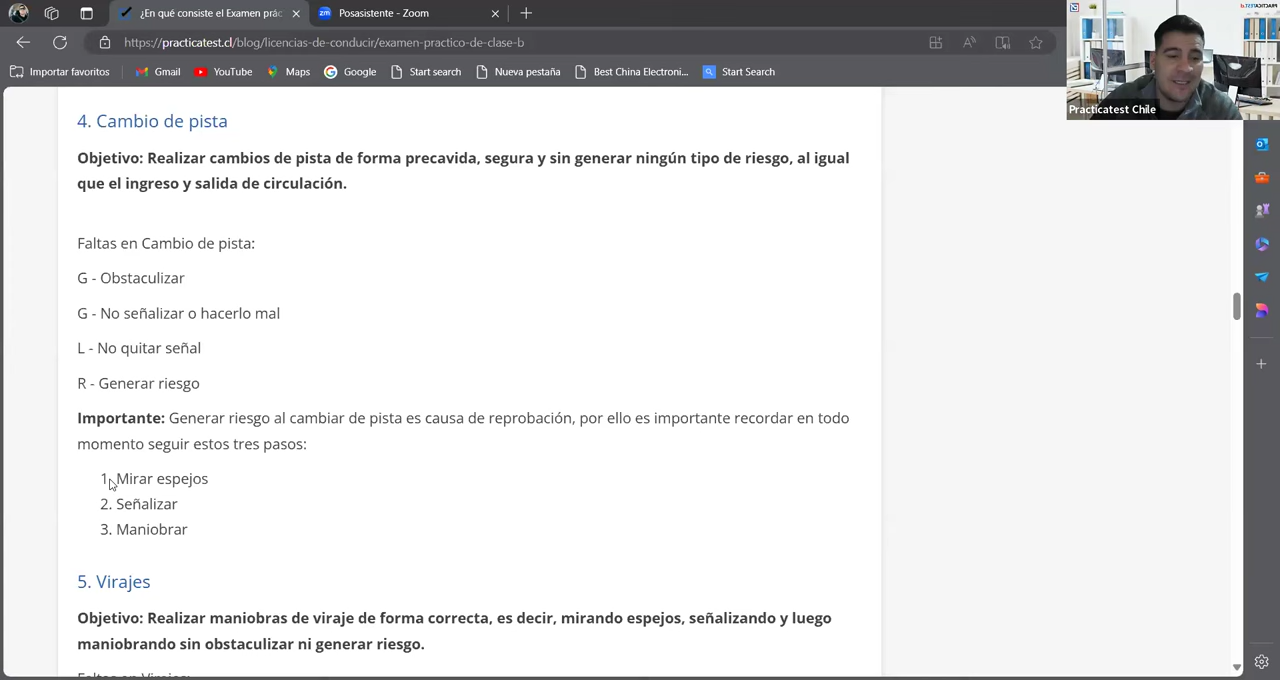 ¿En qué consiste el Examen prác
Posasistente - Zoom
https://practicatest.cl/blog/licencias-de-conducir/examen-practico-de-clase-b
Importar favoritos
Gmail
YouTube
Maps
Google
Start search
Nueva pestaña
Best China Electroni...
Start Search
Practicatest Chile
4. Cambio de pista
Objetivo: Realizar cambios de pista de forma precavida, segura y sin generar ningún tipo de riesgo, al igual
que el ingreso y salida de circulación.
Faltas en Cambio de pista:
G - Obstaculizar
G - No señalizar o hacerlo mal
L - No quitar señal
R - Generar riesgo
Importante: Generar riesgo al cambiar de pista es causa de reprobación, por ello es importante recordar en todo
momento seguir estos tres pasos:
1. Mirar espejos
2. Señalizar
3. Maniobrar
5. Virajes
Objetivo: Realizar maniobras de viraje de forma correcta, es decir, mirando espejos, señalizando y luego
maniobrando sin obstaculizar ni generar riesgo.
Faltas en Virajes: